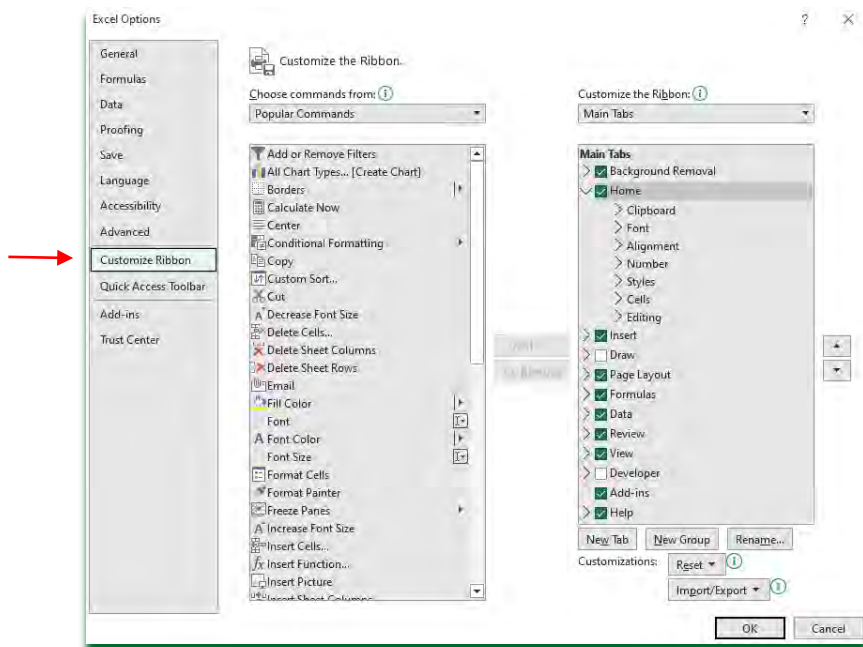 Excel Options
? ×
General
Formulas
Data
Proofing
Save
Language
Accessibility
Advanced
Customize Ribbon
Quick Access Toolbar
Add-ins
Trust Center
Customize the Ribbon.
Choose commands from:
Popular Commands
Add or Remove Filters
All Chart Types... [Create Chart]
Borders
Calculate Now
Center
Conditional Formatting
Copy
Custom Sort...
Cut
Decrease Font Size
Delete Cells...
Delete Sheet Columns
Delete Sheet Rows
Email
Fill Color
Font
Font Color
Font Size
Format Cells
Format Painter
Freeze Panes
Increase Font Size
Insert Cells...
Insert Function...
Insert Picture
Insert Sheet Columns
Customize the Ribbon:
Main Tabs
Main Tabs
Background Removal
Home
Clipboard
Font
Alignment
Number
Styles
Cells
Editing
Insert
Draw
Page Layout
Formulas
Data
Review
View
Developer
Add-ins
Help
New Tab New Group Rename...
Customizations: Reset
Import/Export
OK Cancel